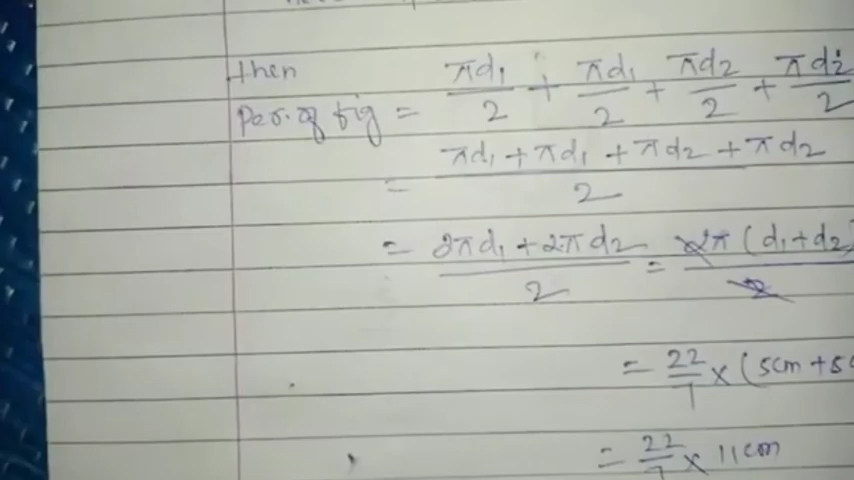 then
Per. of fig = πd₁/2 + πd₁/2 + πd₂/2 + πd₂/2
= πd₁ + πd₁ + πd₂ + πd₂/2
= 2πd₁ + 2πd₂/2 = 2π (d₁+d₂)/2
= 22/7 × (5cm + 5
= 22/7 × 11cm